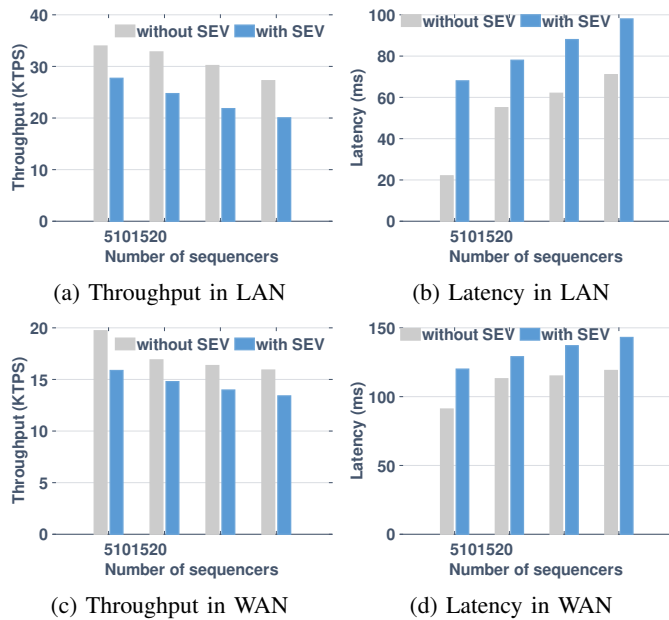 40
30
20
10
0
Throughput (KTPS)
without SEV with SEV
5101520
Number of sequencers
(a) Throughput in LAN
100
80
60
40
20
0
Latency (ms)
without SEV with SEV
5101520
Number of sequencers
(b) Latency in LAN
20
15
10
5
0
Throughput (KTPS)
without SEV with SEV
5101520
Number of sequencers
(c) Throughput in WAN
150
100
50
0
Latency (ms)
without SEV with SEV
5101520
Number of sequencers
(d) Latency in WAN